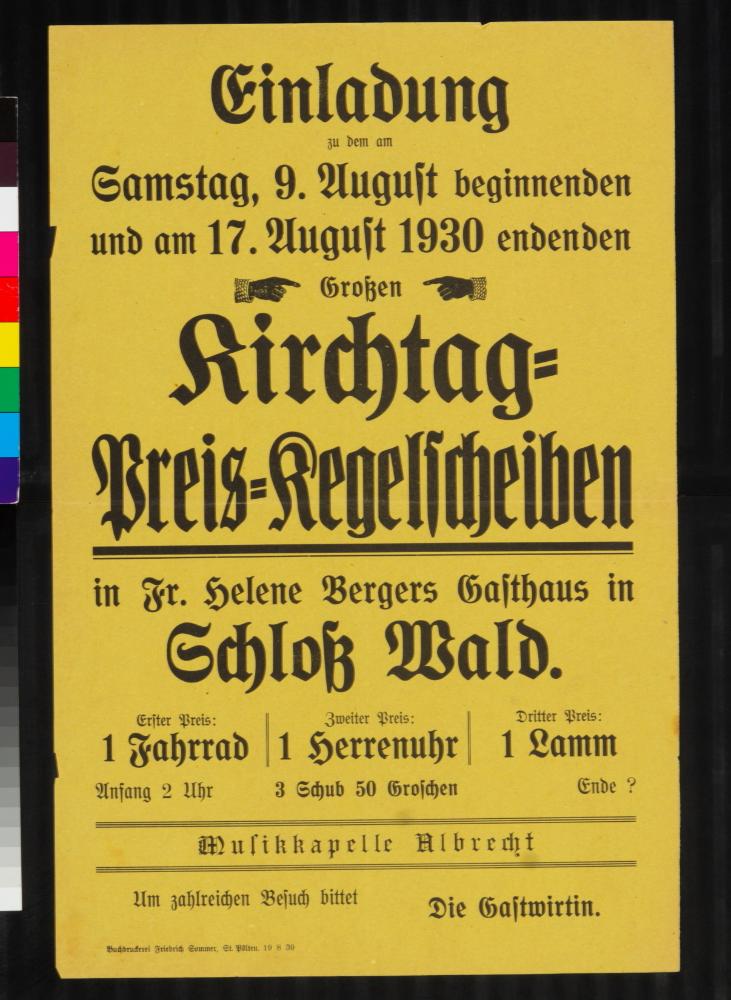 Einladung
zu dem am
Samstag, 9. August beginnenden
und am 17. August 1930 endenden
Großen
Kirchtag=
Preis=Kegelscheiben
in Fr. Helene Bergers Gasthaus in
Schloß Wald.
Erster Preis: Zweiter Preis: Dritter Preis:
1 Fahrrad 1 Herrenuhr 1 Lamm
Anfang 2 Uhr 3 Schub 50 Groschen Ende ?
Musikkapelle Albrecht
Um zahlreichen Besuch bittet
Die Gastwirtin.
Buchdruckerei Friedrich Sommer, St. Pölten. 19 8 30